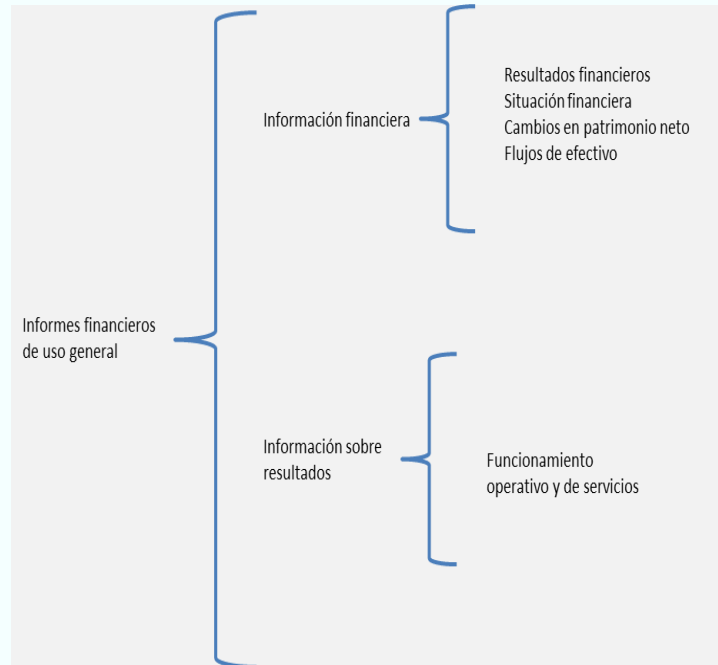 Informes financieros
de uso general
Información financiera
Resultados financieros
Situación financiera
Cambios en patrimonio neto
Flujos de efectivo
Información sobre
resultados
Funcionamiento
operativo y de servicios